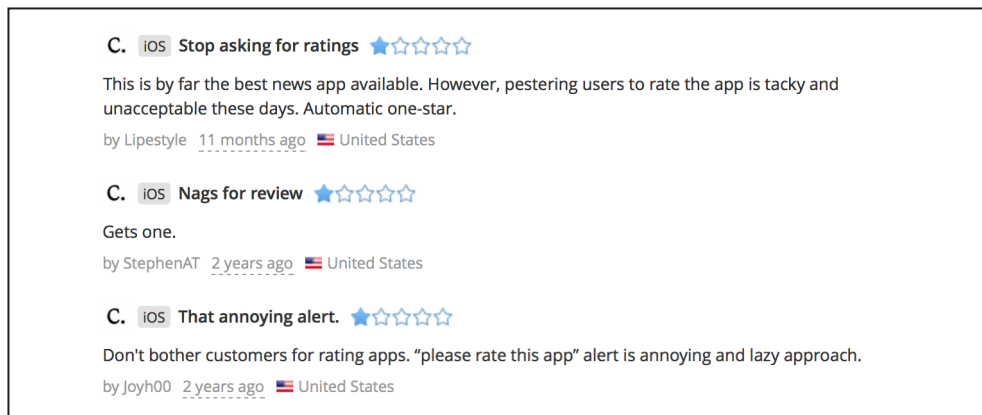 C. iOS Stop asking for ratings
This is by far the best news app available. However, pestering users to rate the app is tacky and
unacceptable these days. Automatic one-star.
by Lipestyle 11 months ago United States
C. iOS Nags for review
Gets one.
by StephenAT 2 years ago United States
C. iOS That annoying alert.
Don't bother customers for rating apps. “please rate this app” alert is annoying and lazy approach.
by Joyh00 2 years ago United States